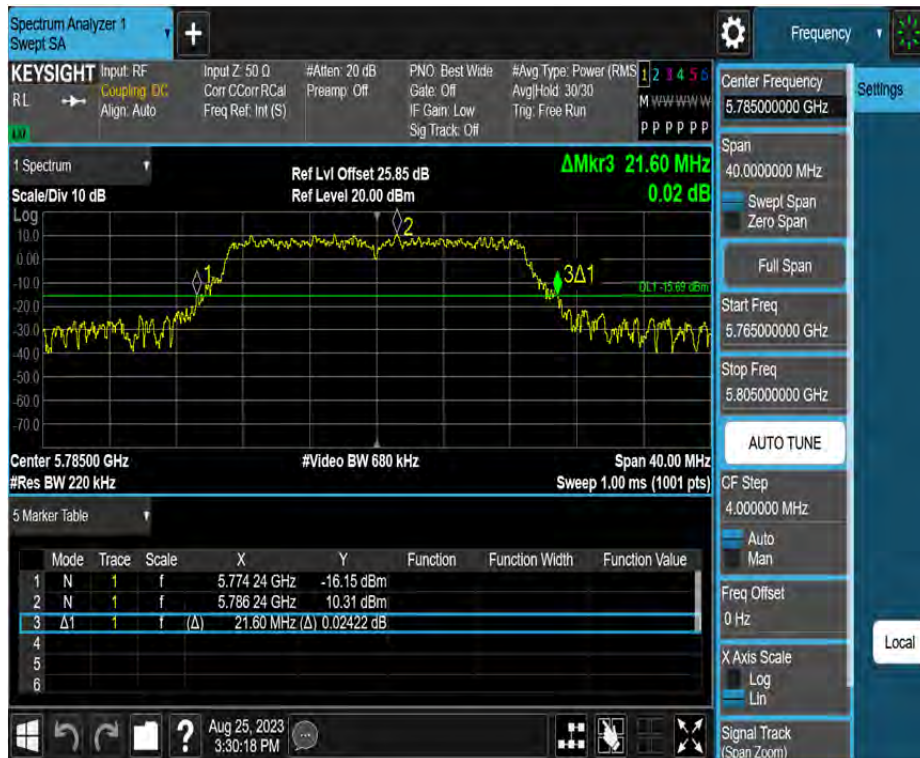 Spectrum Analyzer 1
Swept SA
+
Frequency
KEYSIGHT
RL
LXI
Input: RF
Coupling: DC
Align: Auto
Input Z: 50 Ω
Corr CCorr RCal
Freq Ref: Int (S)
#Atten: 20 dB
Preamp: Off
PNO: Best Wide
Gate: Off
IF Gain: Low
Sig Track: Off
#Avg Type: Power (RMS
Avg|Hold: 30/30
Trig: Free Run
1 2 3 4 5 6
M W W W W W
P P P P P P
1 Spectrum
Scale/Div 10 dB
Ref Lvl Offset 25.85 dB
Ref Level 20.00 dBm
ΔMkr3 21.60 MHz
0.02 dB
Log
10.0
0.00
-10.0
-20.0
-30.0
-40.0
-50.0
-60.0
-70.0
1
2
3Δ1
DL1 -15.69 dBm
Center 5.78500 GHz
#Video BW 680 kHz
Span 40.00 MHz
#Res BW 220 kHz
Sweep 1.00 ms (1001 pts)
5 Marker Table
Mode Trace Scale X Y Function Function Width Function Value
1 N 1 f 5.774 24 GHz -16.15 dBm
2 N 1 f 5.786 24 GHz 10.31 dBm
3 Δ1 1 f (Δ) 21.60 MHz (Δ) 0.02422 dB
4
5
6
?
Aug 25, 2023
3:30:18 PM
Center Frequency
5.785000000 GHz
Settings
Span
40.0000000 MHz
Swept Span
Zero Span
Full Span
Start Freq
5.765000000 GHz
Stop Freq
5.805000000 GHz
AUTO TUNE
CF Step
4.000000 MHz
Auto
Man
Freq Offset
0 Hz
Local
X Axis Scale
Log
Lin
Signal Track
(Span Zoom)